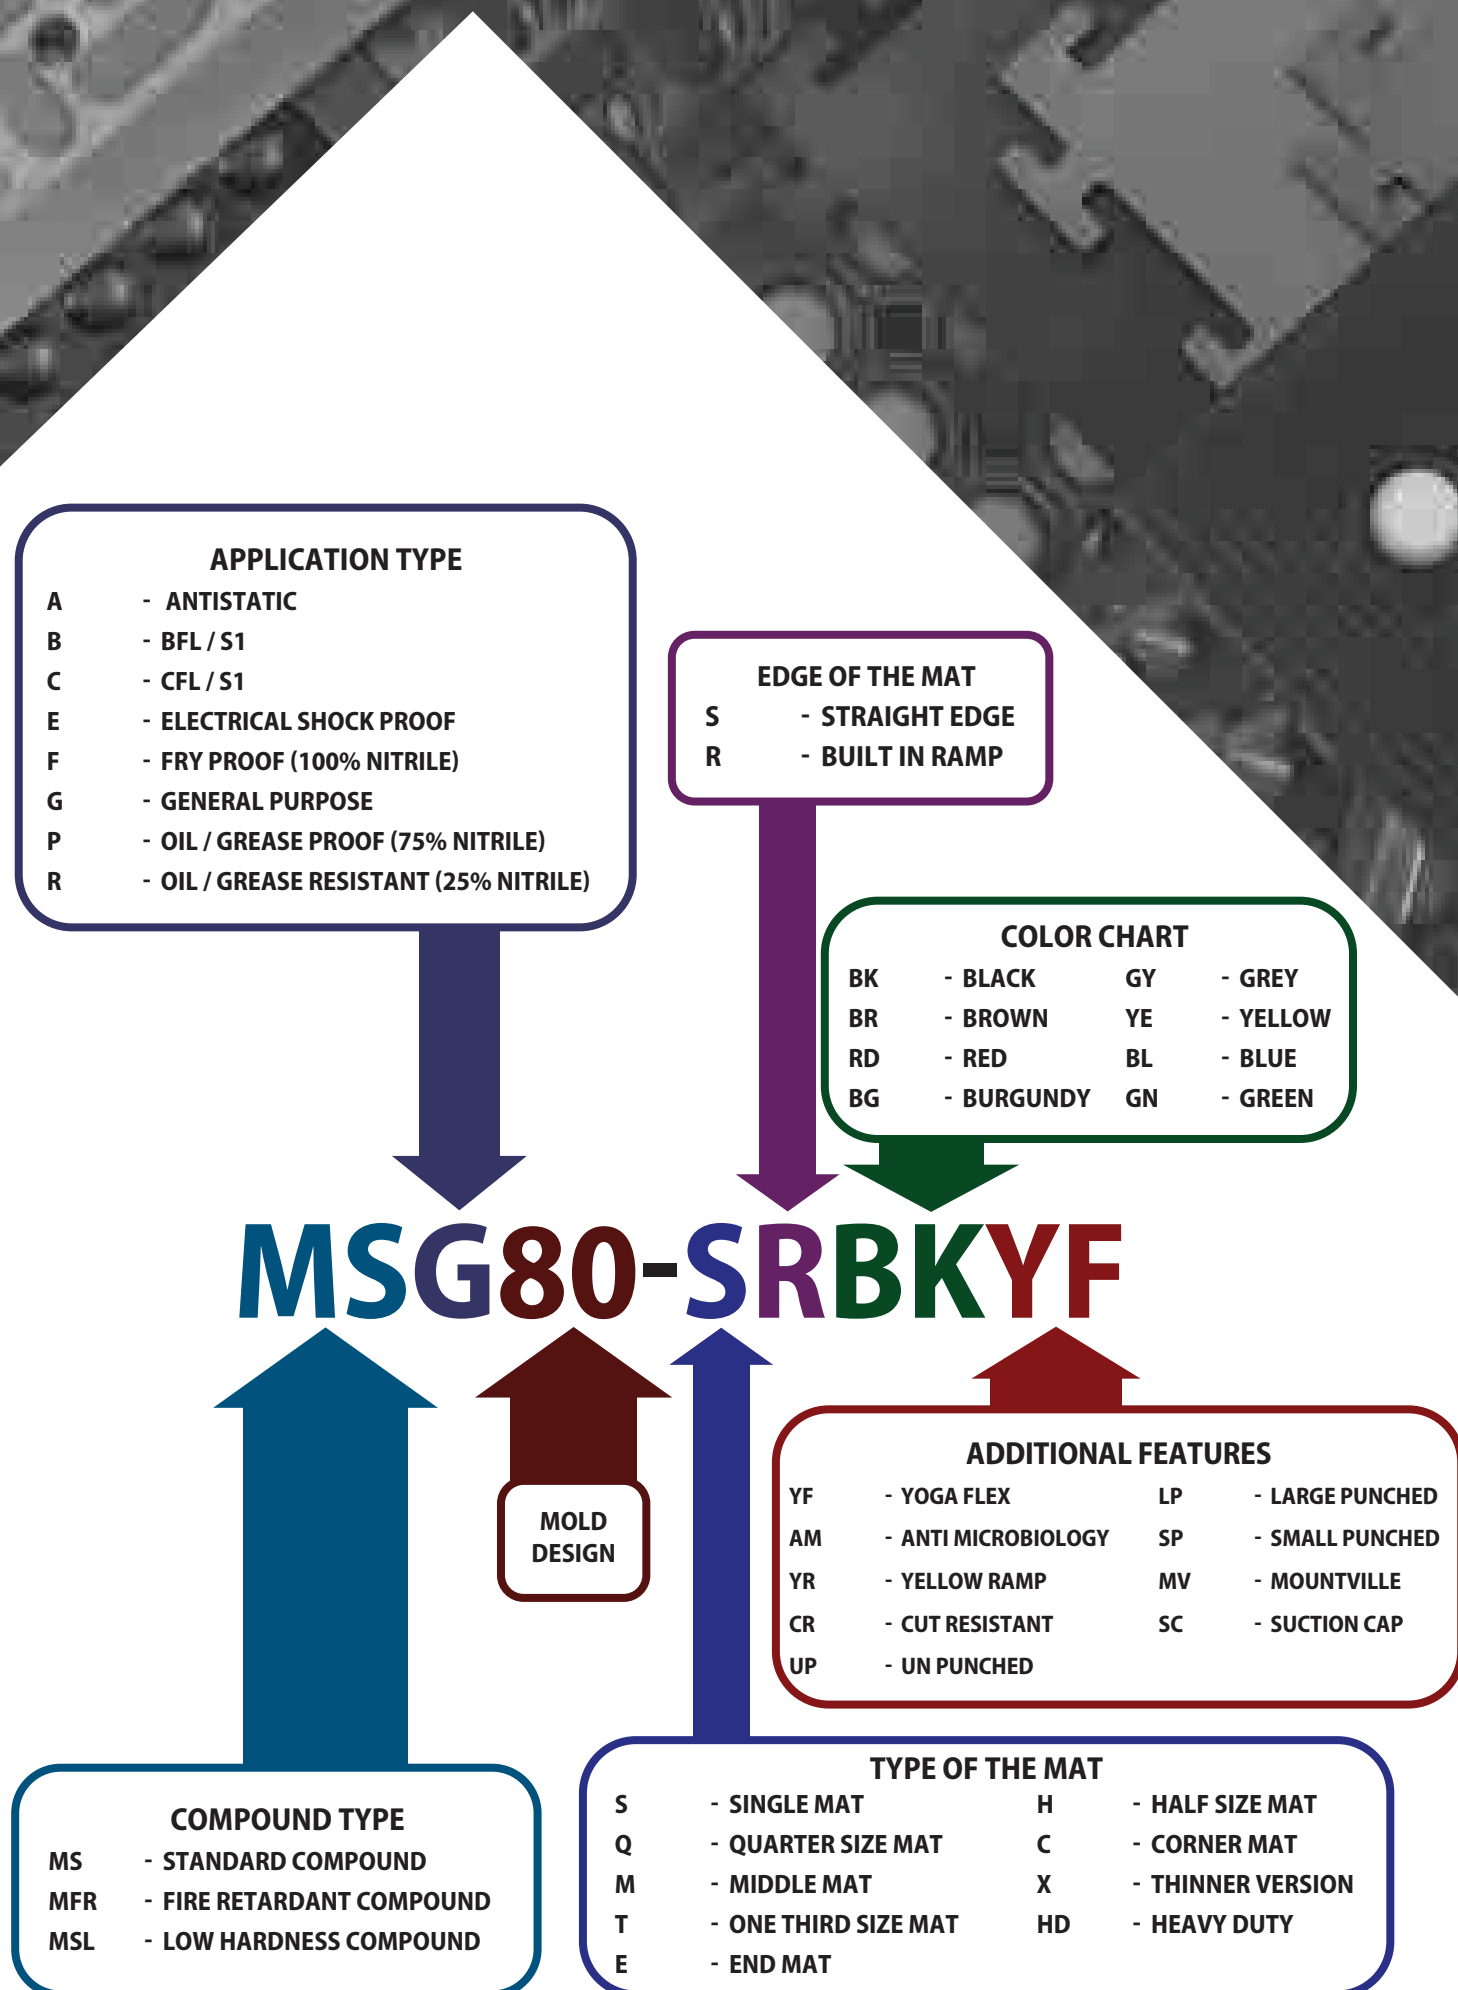 APPLICATION TYPE
A - ANTISTATIC
B - BFL / S1
C - CFL / S1
E - ELECTRICAL SHOCK PROOF
F - FRY PROOF (100% NITRILE)
G - GENERAL PURPOSE
P - OIL / GREASE PROOF (75% NITRILE)
R - OIL / GREASE RESISTANT (25% NITRILE)
EDGE OF THE MAT
S - STRAIGHT EDGE
R - BUILT IN RAMP
COLOR CHART
BK - BLACK GY - GREY
BR - BROWN YE - YELLOW
RD - RED BL - BLUE
BG - BURGUNDY GN - GREEN
MSG80-SRBKYF
MOLD
DESIGN
ADDITIONAL FEATURES
YF - YOGA FLEX LP - LARGE PUNCHED
AM - ANTI MICROBIOLOGY SP - SMALL PUNCHED
YR - YELLOW RAMP MV - MOUNTVILLE
CR - CUT RESISTANT SC - SUCTION CAP
UP - UN PUNCHED
COMPOUND TYPE
MS - STANDARD COMPOUND
MFR - FIRE RETARDANT COMPOUND
MSL - LOW HARDNESS COMPOUND
TYPE OF THE MAT
S - SINGLE MAT H - HALF SIZE MAT
Q - QUARTER SIZE MAT C - CORNER MAT
M - MIDDLE MAT X - THINNER VERSION
T - ONE THIRD SIZE MAT HD - HEAVY DUTY
E - END MAT